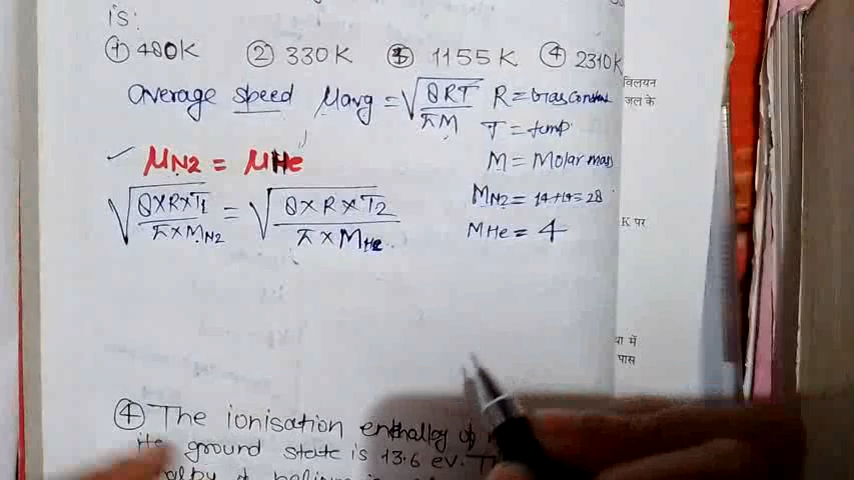 is:
① 480K ② 330K ③ 1155K ④ 2310K
average speed μavg = √8RT/πM R = Gas constant
T = temp
M = Molar mass
μN2 = μHe
MN2 = 14+14 = 28
√8×R×T1/π×MN2 = √8×R×T2/π×MHe
MHe = 4
④ The ionisation enthalpy of
ground state is 13.6 eV.
of helium
विलयन
जल के
K पर
में
पास